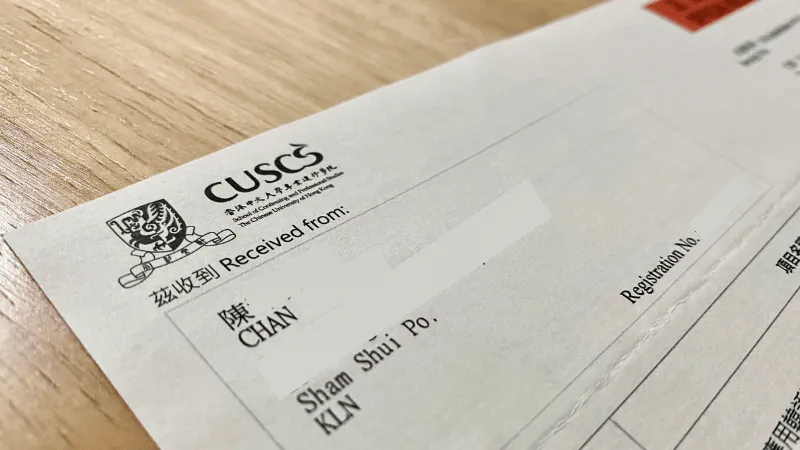 CUSCS
香港中文大學專業進修學院
School of Continuing and Professional Studies
The Chinese University of Hong Kong
茲收到 Received from:
陳
CHAN
Sham Shui Po.
KLN
Registration No.